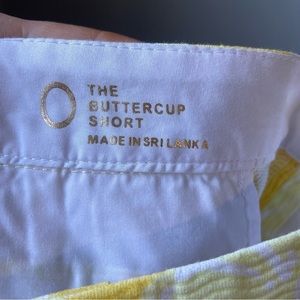 THE
BUTTERCUP
SHORT
MADE IN SRI LANKA